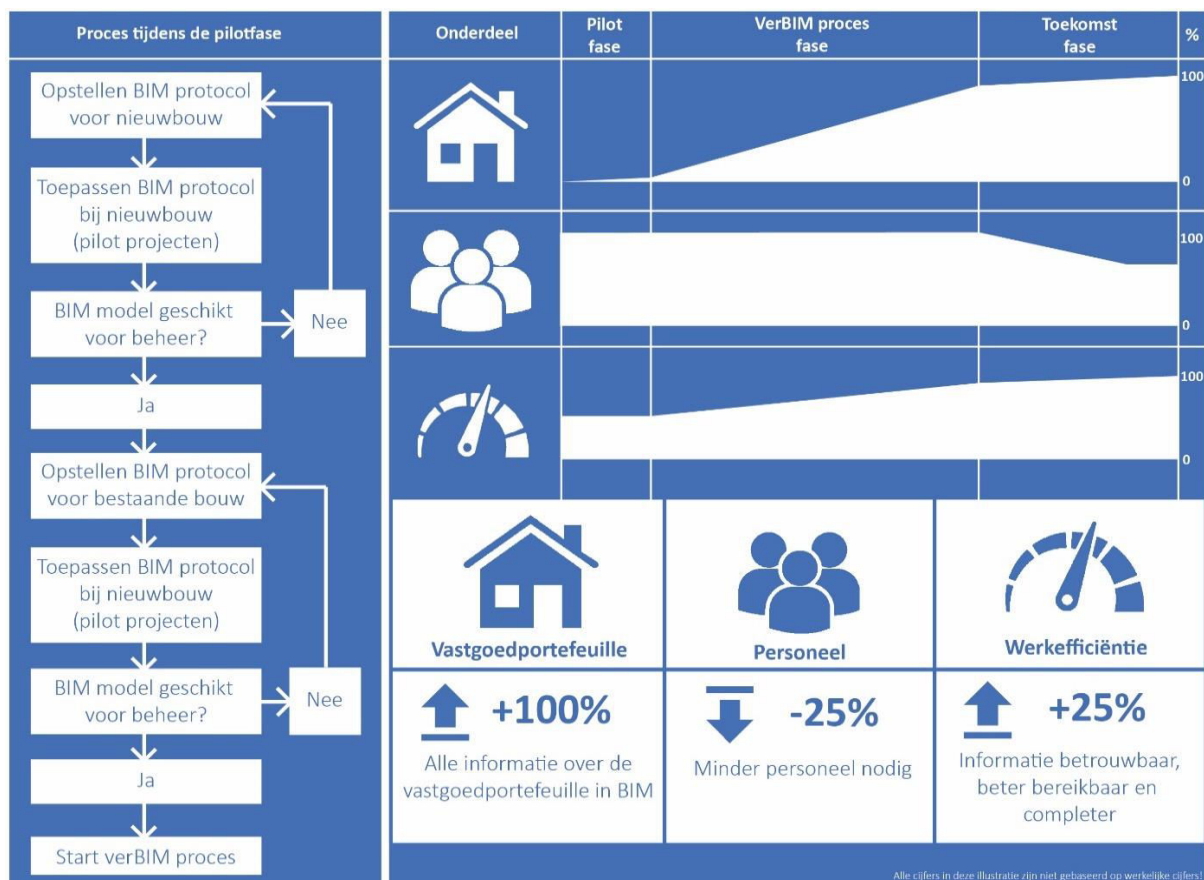 Proces tijdens de pilotfase
Opstellen BIM protocol
voor nieuwbouw
Toepassen BIM protocol
bij nieuwbouw
(pilot projecten)
BIM model geschikt
voor beheer?
Nee
Ja
Opstellen BIM protocol
voor bestaande bouw
Toepassen BIM protocol
bij nieuwbouw
(pilot projecten)
BIM model geschikt
voor beheer?
Nee
Ja
Start verBIM proces
Onderdeel
Pilot
fase
VerBIM proces
fase
Toekomst
fase
%
100
0
100
0
100
0
Vastgoedportefeuille
+100%
Alle informatie over de
vastgoedportefeuille in BIM
Personeel
-25%
Minder personeel nodig
Werkefficiëntie
+25%
Informatie betrouwbaar,
beter bereikbaar en
completer
Alle cijfers in deze illustratie zijn niet gebaseerd op werkelijke cijfers!